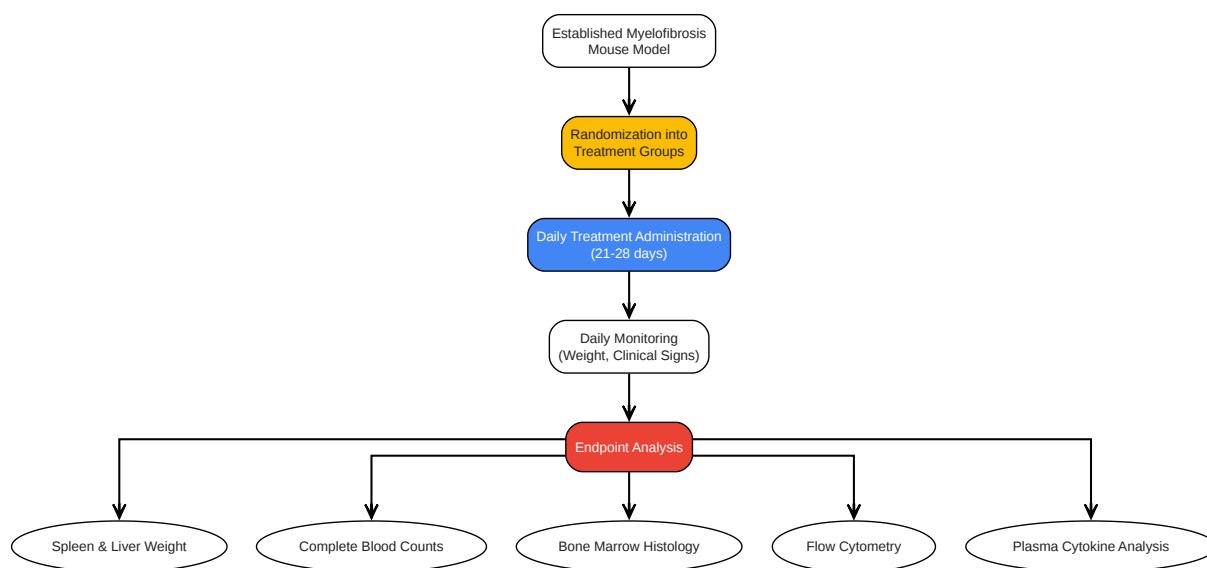 Established Myelofibrosis
Mouse Model
Randomization into
Treatment Groups
Daily Treatment Administration
(21-28 days)
Daily Monitoring
(Weight, Clinical Signs)
Endpoint Analysis
Spleen & Liver Weight
Complete Blood Counts
Bone Marrow Histology
Flow Cytometry
Plasma Cytokine Analysis